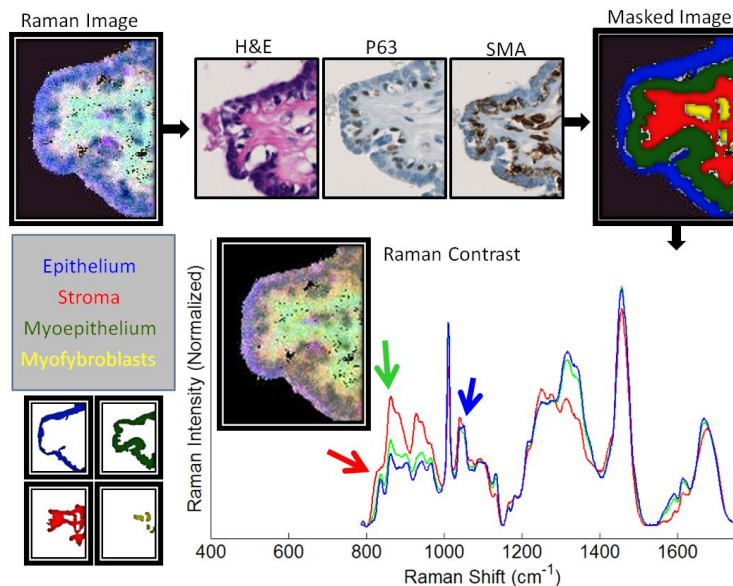 Raman Image
H&E
P63
SMA
Masked Image
Epithelium
Stroma
Myoepithelium
Myofybroblasts
Raman Contrast
Raman Intensity (Normalized)
400 600 800 1000 1200 1400 1600
Raman Shift (cm-1)